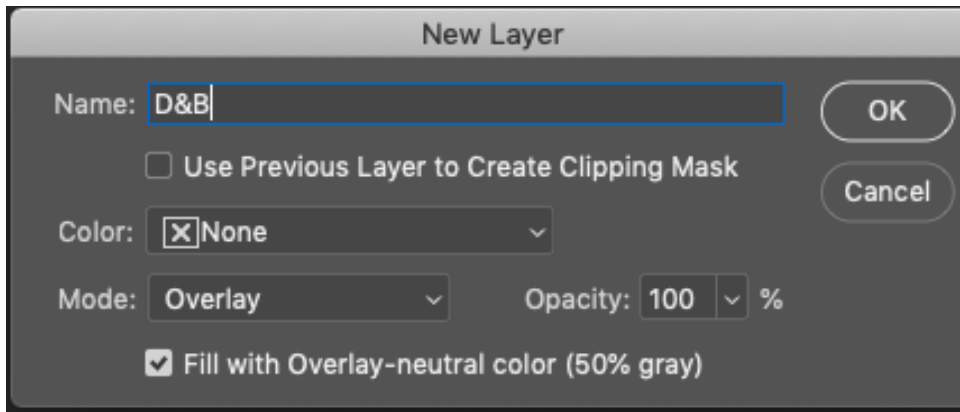 New Layer
Name: D&B
OK
Use Previous Layer to Create Clipping Mask
Cancel
Color: None
Mode: Overlay Opacity: 100 %
Fill with Overlay-neutral color (50% gray)